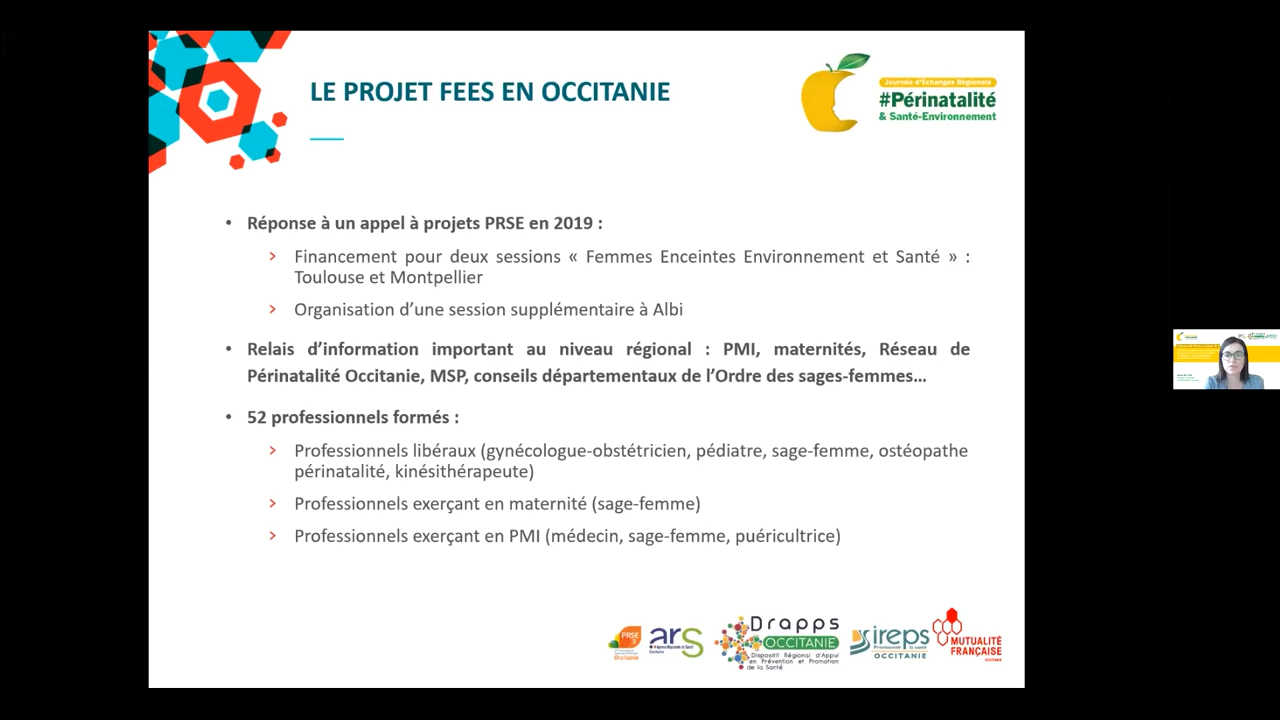 LE PROJET FEES EN OCCITANIE
Journée d'Échanges Régionale
#Périnatalité
& Santé-Environnement
• Réponse à un appel à projets PRSE en 2019 :
> Financement pour deux sessions « Femmes Enceintes Environnement et Santé » :
Toulouse et Montpellier
> Organisation d'une session supplémentaire à Albi
• Relais d'information important au niveau régional : PMI, maternités, Réseau de
Périnatalité Occitanie, MSP, conseils départementaux de l'Ordre des sages-femmes…
• 52 professionnels formés :
> Professionnels libéraux (gynécologue-obstétricien, pédiatre, sage-femme, ostéopathe
périnatalité, kinésithérapeute)
> Professionnels exerçant en maternité (sage-femme)
> Professionnels exerçant en PMI (médecin, sage-femme, puéricultrice)
PRSE
Occitanie
ars
Occitanie
Drapps
OCCITANIE
Dispositif Régional d'Appui
en Prévention et Promotion
de la Santé
ireps
OCCITANIE
MUTUALITÉ
FRANÇAISE